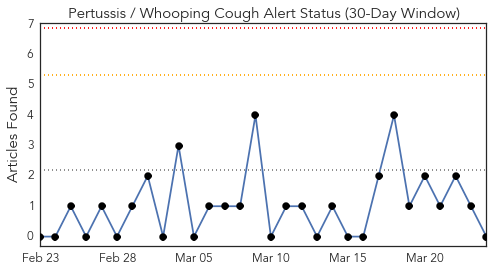 Pertussis / Whooping Cough Alert Status (30-Day Window)
Articles Found
7
6
5
4
3
2
1
0
Feb 23 Feb 28 Mar 05 Mar 10 Mar 15 Mar 20